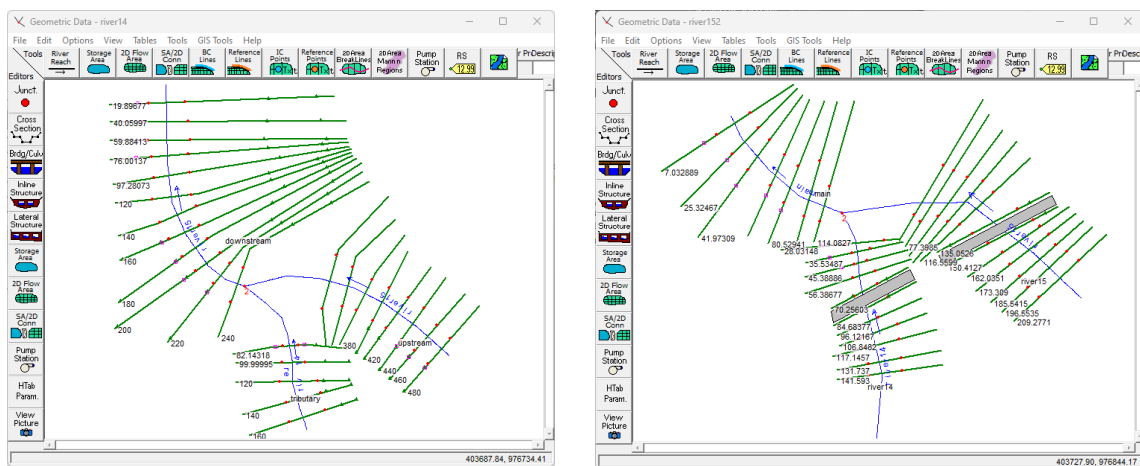 Geometric Data - river14
File Edit Options View Tables Tools GIS Tools Help
Tools
Editors
River Reach
Storage Area
2D Flow Area
SA/2D Conn
BC Lines
Reference Lines
IC Points
Reference Points
2D Area BreakLines
2D Area Mann n Regions
Pump Station
RS
12.99
Junct.
Cross Section
Brdg/Culv
Inline Structure
Lateral Structure
Storage Area
2D Flow Area
SA/2D Conn
Pump Station
HTab Param.
View Picture
19.89677
40.05997
59.88413
76.00137
97.28073
120
140
160
180
200
220
240
downstream
river15
2
82.14318
99.99995
120
140
160
tributary
380
420
440
460
480
upstream
river15
403687.84, 976734.41
Geometric Data - river152
File Edit Options View Tables Tools GIS Tools Help
Tools
Editors
River Reach
Storage Area
2D Flow Area
SA/2D Conn
BC Lines
Reference Lines
IC Points
Reference Points
2D Area BreakLines
2D Area Mann n Regions
Pump Station
RS
12.99
Junct.
Cross Section
Brdg/Culv
Inline Structure
Lateral Structure
Storage Area
2D Flow Area
SA/2D Conn
Pump Station
HTab Param.
View Picture
7.032889
25.32467
41.97309
80.52941
114.0827
main
2
28.03148
35.53487
45.38886
56.38677
70.25603
84.68377
96.12167
106.8482
117.1457
131.737
141.593
river14
77.3985
116.5599
135.0526
150.4127
162.0351
173.309
185.5415
196.5535
209.2771
river15
403727.90, 976844.17